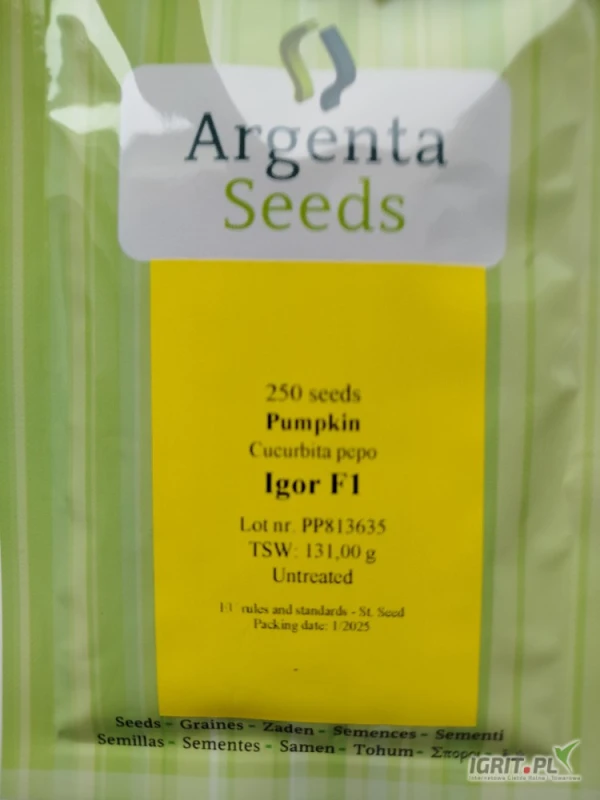 Argenta
Seeds
250 seeds
Pumpkin
Cucurbita pepo
Igor F1
Lot nr. PP813635
TSW: 131,00 g
Untreated
rules and standards - St. Seed
Packing date: 1/2025
Seeds - Graines - Zaden - Semences - Sementi
Semillas - Sementes - Samen - Tohum - Σποροι -
IGRIT.PL